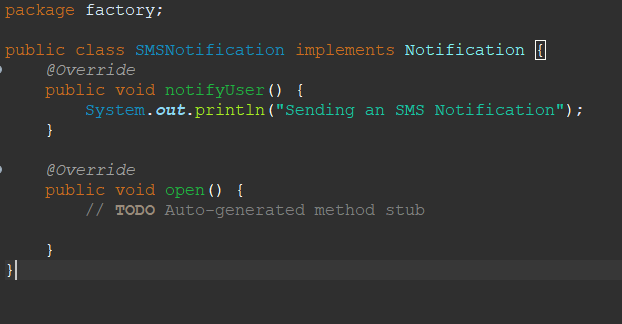 package factory;
public class SMSNotification implements Notification {
@Override
public void notifyUser() {
System.out.println("Sending an SMS Notification");
}
@Override
public void open() {
// TODO Auto-generated method stub
}
}